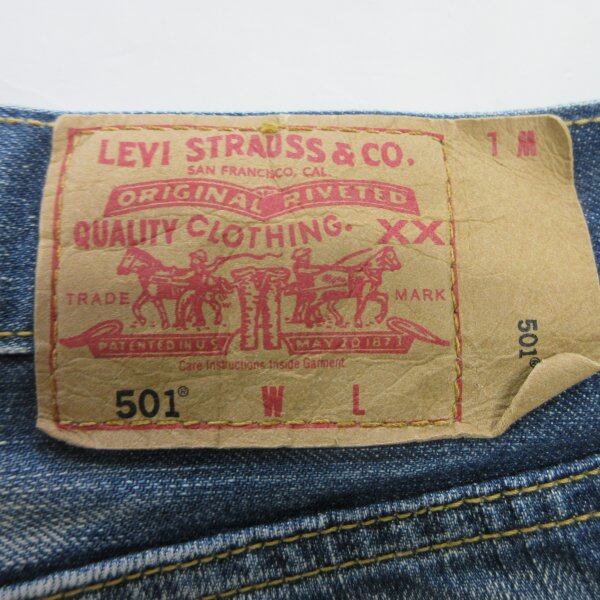 LEVI STRAUSS & CO.
SAN FRANCISCO, CAL.
ORIGINAL RIVETED
QUALITY CLOTHING. XX
TRADE MARK
PATENTED IN U.S. MAY 20 1873
Care Instructions Inside Garment
501® W L
501®